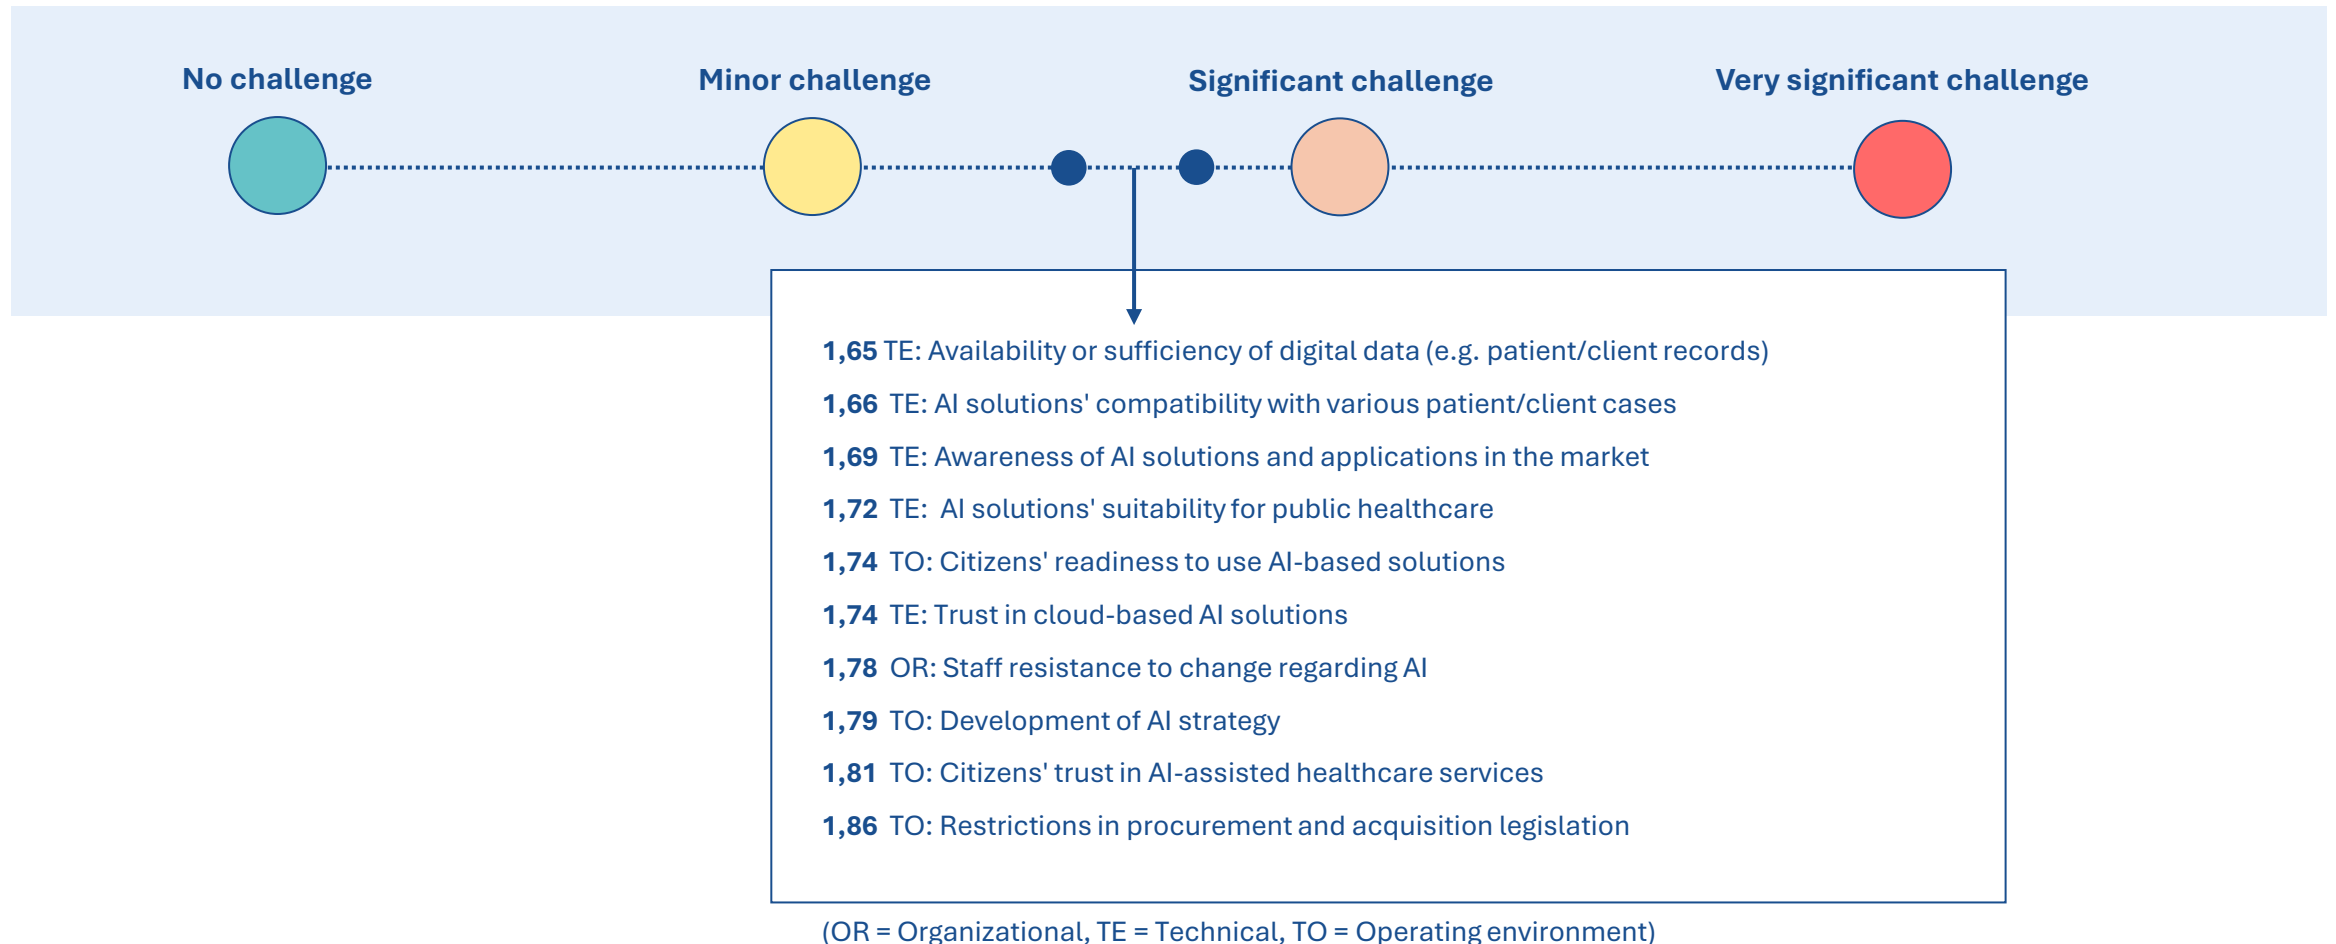 No challenge
Minor challenge
Significant challenge
Very significant challenge
1,65 TE: Availability or sufficiency of digital data (e.g. patient/client records)
1,66 TE: AI solutions' compatibility with various patient/client cases
1,69 TE: Awareness of AI solutions and applications in the market
1,72 TE: AI solutions' suitability for public healthcare
1,74 TO: Citizens' readiness to use AI-based solutions
1,74 TE: Trust in cloud-based AI solutions
1,78 OR: Staff resistance to change regarding AI
1,79 TO: Development of AI strategy
1,81 TO: Citizens' trust in AI-assisted healthcare services
1,86 TO: Restrictions in procurement and acquisition legislation
(OR = Organizational, TE = Technical, TO = Operating environment)